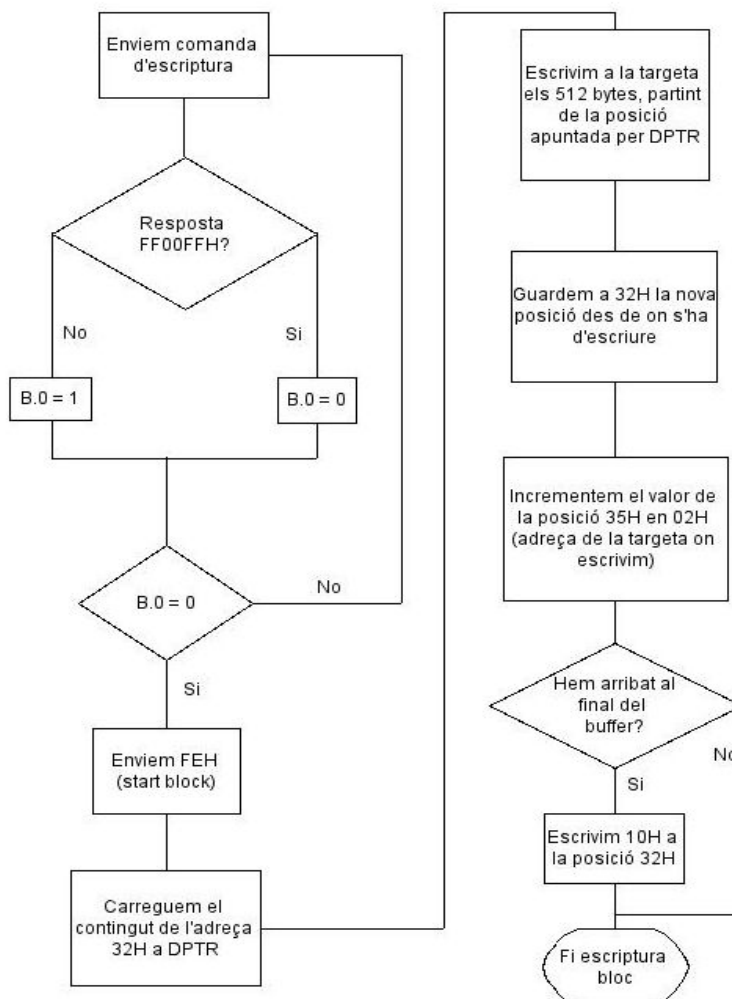 Enviem comanda
d'escriptura
Resposta
FF00FFH?
No
Si
B.0 = 1
B.0 = 0
B.0 = 0
No
Si
Enviem FEH
(start block)
Carreguem el
contingut de l'adreça
32H a DPTR
Escrivim a la targeta
els 512 bytes, partint
de la posició
apuntada per DPTR
Guardem a 32H la nova
posició des de on s'ha
d'escriure
Incrementem el valor de
la posició 35H en 02H
(adreça de la targeta on
escrivim)
Hem arribat al
final del
buffer?
No
Si
Escrivim 10H a
la posició 32H
Fi escriptura
bloc